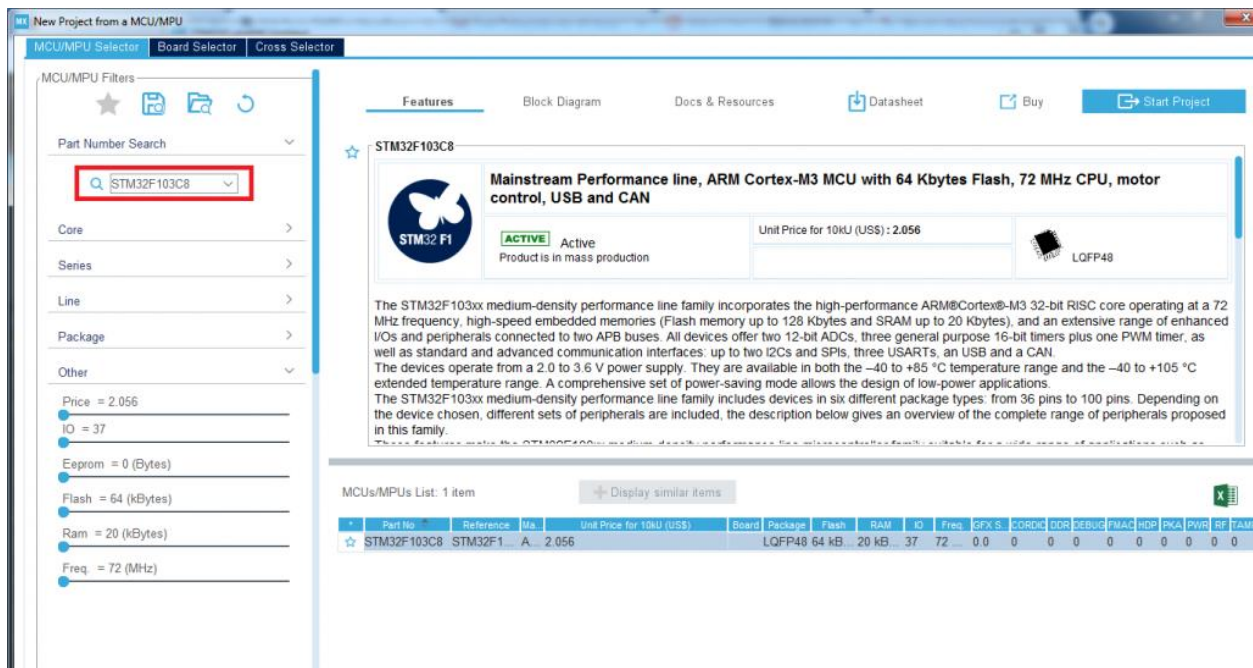 New Project from a MCU/MPU
MCU/MPU Selector Board Selector Cross Selector
MCU/MPU Filters
Part Number Search
STM32F103C8
Core
Series
Line
Package
Other
Price = 2.056
IO = 37
Eeprom = 0 (Bytes)
Flash = 64 (kBytes)
Ram = 20 (kBytes)
Freq. = 72 (MHz)
Features Block Diagram Docs & Resources Datasheet Buy Start Project
STM32F103C8
STM32 F1
Mainstream Performance line, ARM Cortex-M3 MCU with 64 Kbytes Flash, 72 MHz CPU, motor
control, USB and CAN
ACTIVE Active
Product is in mass production
Unit Price for 10kU (US$) : 2.056
LQFP48
The STM32F103xx medium-density performance line family incorporates the high-performance ARM®Cortex®-M3 32-bit RISC core operating at a 72
MHz frequency, high-speed embedded memories (Flash memory up to 128 Kbytes and SRAM up to 20 Kbytes), and an extensive range of enhanced
I/Os and peripherals connected to two APB buses. All devices offer two 12-bit ADCs, three general purpose 16-bit timers plus one PWM timer, as
well as standard and advanced communication interfaces: up to two I2Cs and SPIs, three USARTs, an USB and a CAN.
The devices operate from a 2.0 to 3.6 V power supply. They are available in both the –40 to +85 °C temperature range and the –40 to +105 °C
extended temperature range. A comprehensive set of power-saving mode allows the design of low-power applications.
The STM32F103xx medium-density performance line family includes devices in six different package types: from 36 pins to 100 pins. Depending on
the device chosen, different sets of peripherals are included, the description below gives an overview of the complete range of peripherals proposed
in this family.
MCUs/MPUs List: 1 item + Display similar items
* Part No Reference Ma... Unit Price for 10kU (US$) Board Package Flash RAM IO Freq. GFX S... CORDIC DDR DEBUG FMAC HDP PKA PWR RF TAM
STM32F103C8 STM32F1... A... 2.056 LQFP48 64 kB... 20 kB... 37 72 ... 0.0 0 0 0 0 0 0 0 0 0